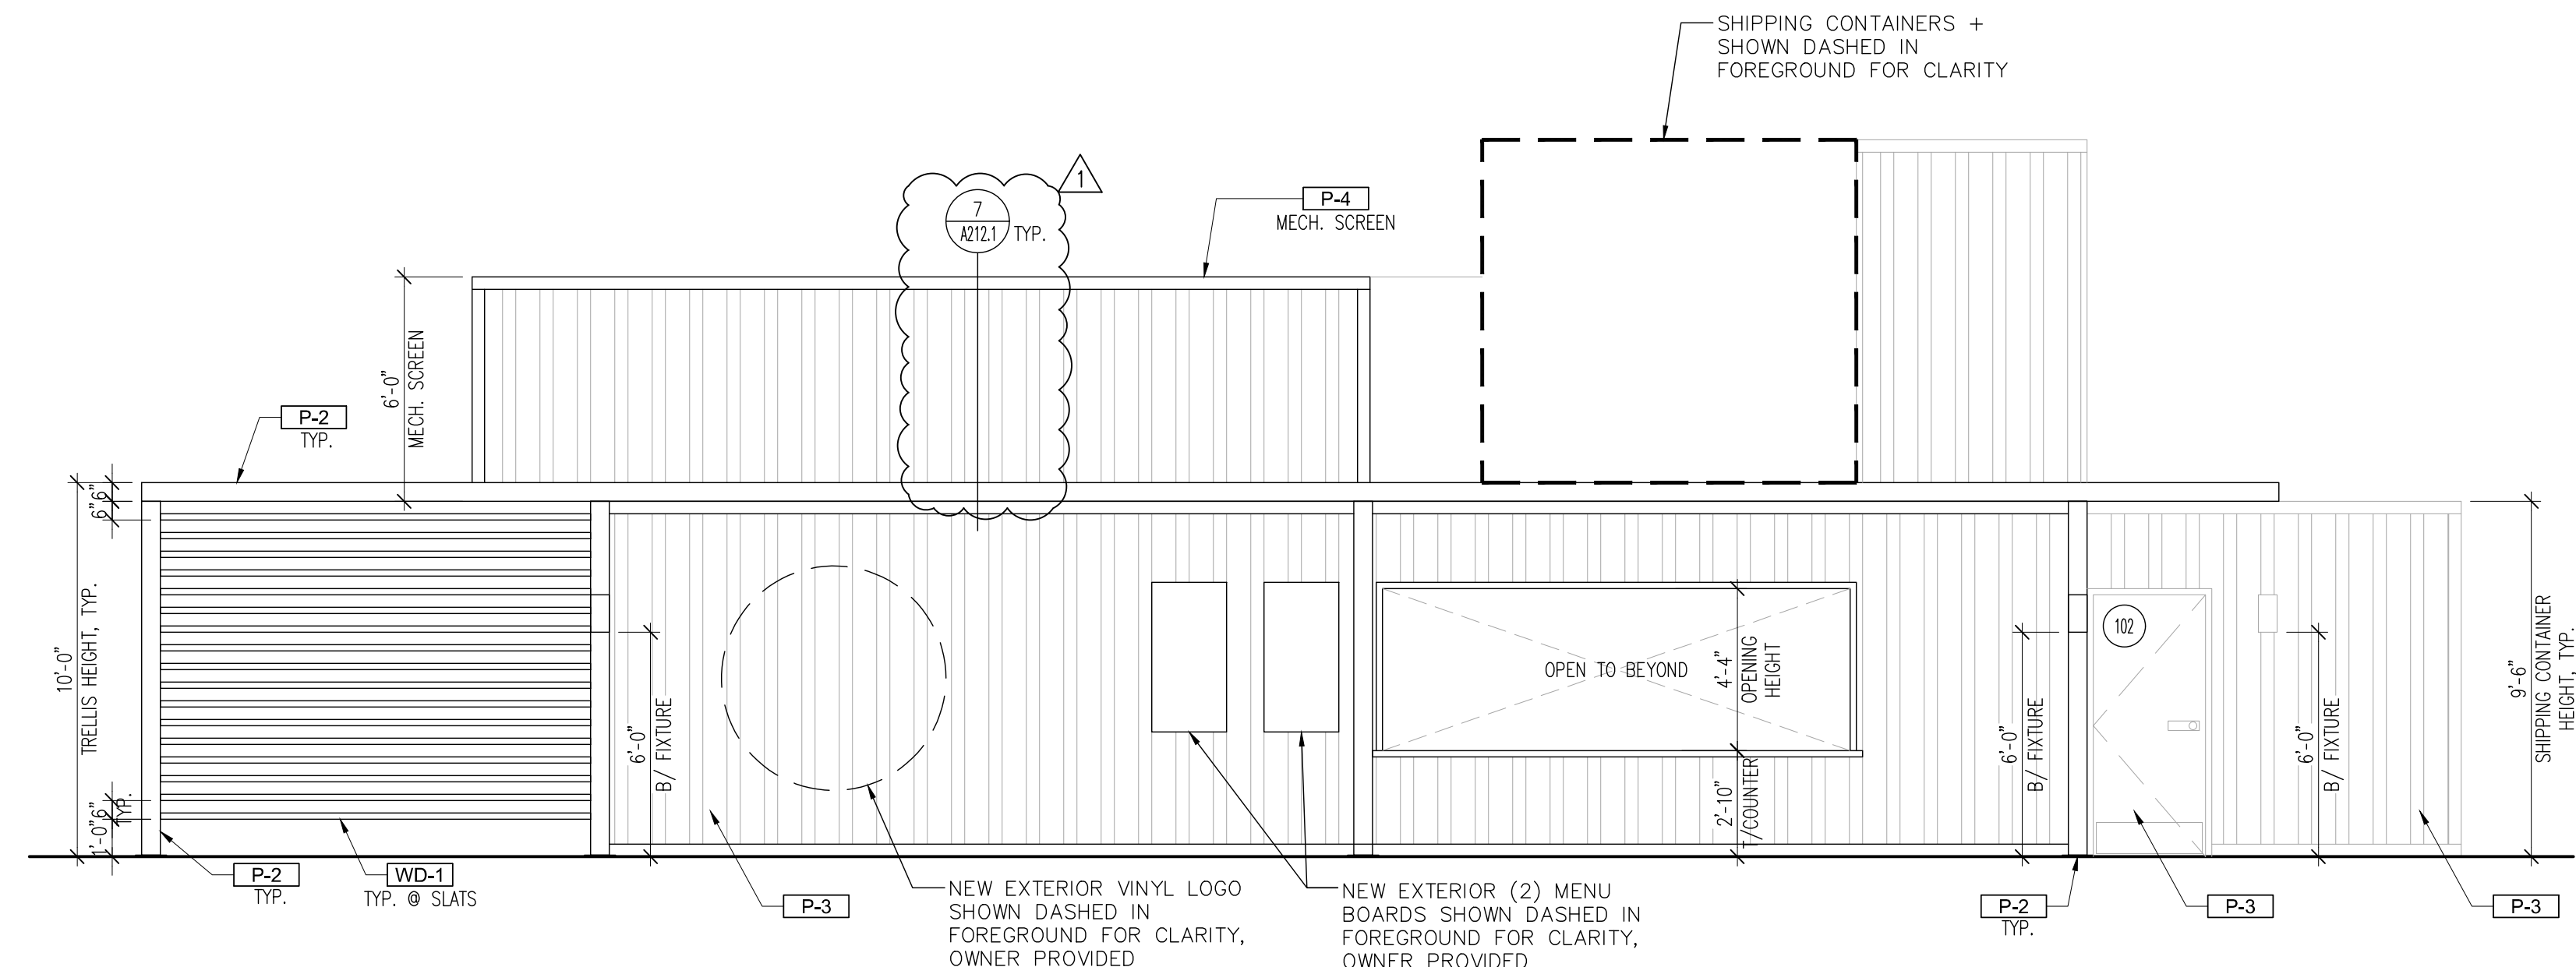 SHIPPING CONTAINERS +
SHOWN DASHED IN
FOREGROUND FOR CLARITY
1
7
A212.1
TYP.
P-4
MECH. SCREEN
6'-0"
MECH. SCREEN
P-2
TYP.
6"
6"
10'-0"
TRELLIS HEIGHT, TYP.
1'-0"
6"
TYP.
6'-0"
B/ FIXTURE
OPEN TO BEYOND
4'-4"
OPENING
HEIGHT
2'-10"
T/COUNTER
6'-0"
B/ FIXTURE
102
6'-0"
B/ FIXTURE
9'-6"
SHIPPING CONTAINER
HEIGHT, TYP.
P-2
TYP.
WD-1
TYP. @ SLATS
P-3
NEW EXTERIOR VINYL LOGO
SHOWN DASHED IN
FOREGROUND FOR CLARITY,
OWNER PROVIDED
NEW EXTERIOR (2) MENU
BOARDS SHOWN DASHED IN
FOREGROUND FOR CLARITY,
OWNER PROVIDED
P-2
TYP.
P-3
P-3